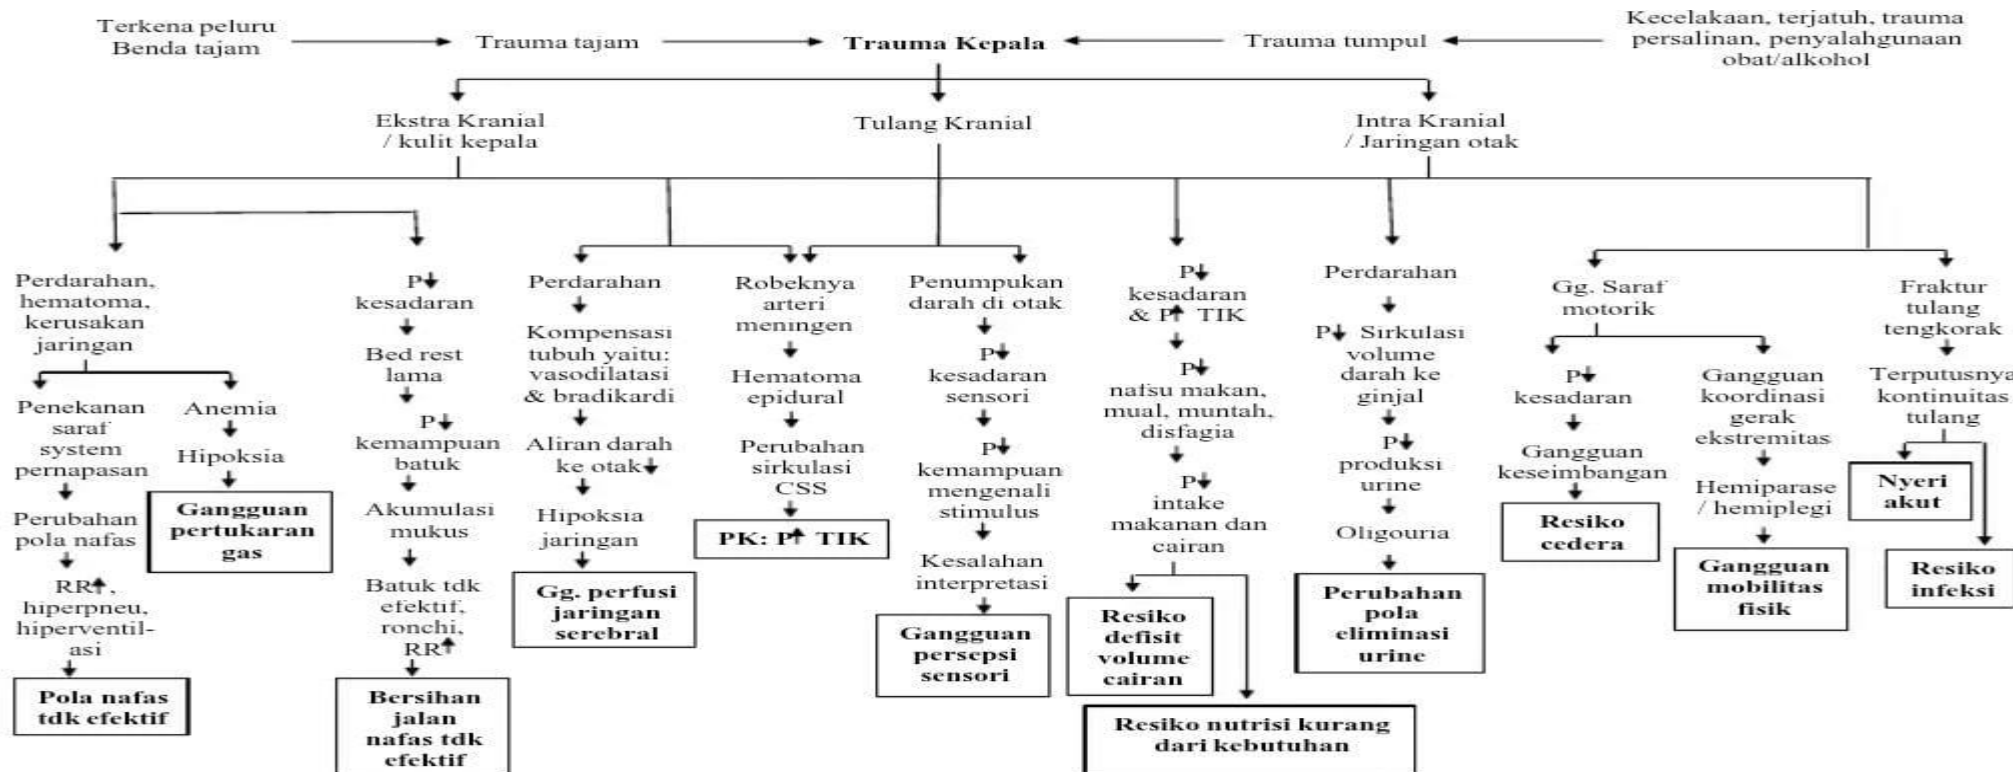 Terkena peluru
Benda tajam
Trauma tajam
Trauma Kepala
Trauma tumpul
Kecelakaan, terjatuh, trauma
persalinan, penyalahgunaan
obat/alkohol
Ekstra Kranial
/ kulit kepala
Tulang Kranial
Intra Kranial
/ Jaringan otak
Perdarahan,
hematoma,
kerusakan
jaringan
Penekanan
saraf
system
pernapasan
Perubahan
pola nafas
RR↑,
hiperpneu,
hiperventil-
asi
Pola nafas
tdk efektif
Anemia
Hipoksia
Gangguan
pertukaran
gas
P↓
kesadaran
Bed rest
lama
P↓
kemampuan
batuk
Akumulasi
mukus
Batuk tdk
efektif,
ronchi,
RR↑
Bersihan
jalan
nafas tdk
efektif
Perdarahan
Kompensasi
tubuh yaitu:
vasodilatasi
& bradikardi
Aliran darah
ke otak↓
Hipoksia
jaringan
Gg. perfusi
jaringan
serebral
Robeknya
arteri
meningen
Hematoma
epidural
Perubahan
sirkulasi
CSS
PK: P↑ TIK
Penumpukan
darah di otak
P↓
kesadaran
sensori
P↓
kemampuan
mengenali
stimulus
Kesalahan
interpretasi
Gangguan
persepsi
sensori
P↓
kesadaran
& P↑ TIK
P↓
nafsu makan,
mual, muntah,
disfagia
P↓
intake
makanan dan
cairan
Resiko
defisit
volume
cairan
Resiko nutrisi kurang
dari kebutuhan
Perdarahan
P↓ Sirkulasi
volume
darah ke
ginjal
P↓
produksi
urine
Oligouria
Perubahan
pola
eliminasi
urine
Gg. Saraf
motorik
P↓
kesadaran
Gangguan
keseimbangan
Resiko
cedera
Gangguan
koordinasi
gerak
ekstremitas
Hemiparase
/ hemiplegi
Gangguan
mobilitas
fisik
Fraktur
tulang
tengkorak
Terputusnya
kontinuitas
tulang
Nyeri
akut
Resiko
infeksi